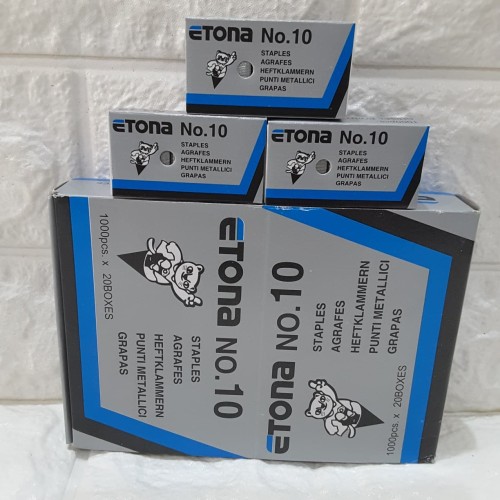 ETONA No.10
STAPLES
AGRAFES
HEFTKLAMMERN
PUNTI METALLICI
GRAPAS
ETONA No.10
STAPLES
AGRAFES
HEFTKLAMMERN
PUNTI METALLICI
GRAPAS
ETONA No.10
STAPLES
AGRAFES
HEFTKLAMMERN
PUNTI METALLICI
GRAPAS
ETONA NO.10
STAPLES
AGRAFES
HEFTKLAMMERN
PUNTI METALLICI
GRAPAS
1000pcs. x 20BOXES
ETONA NO.10
STAPLES
AGRAFES
HEFTKLAMMERN
PUNTI METALLICI
GRAPAS
1000pcs. x 20BOXES